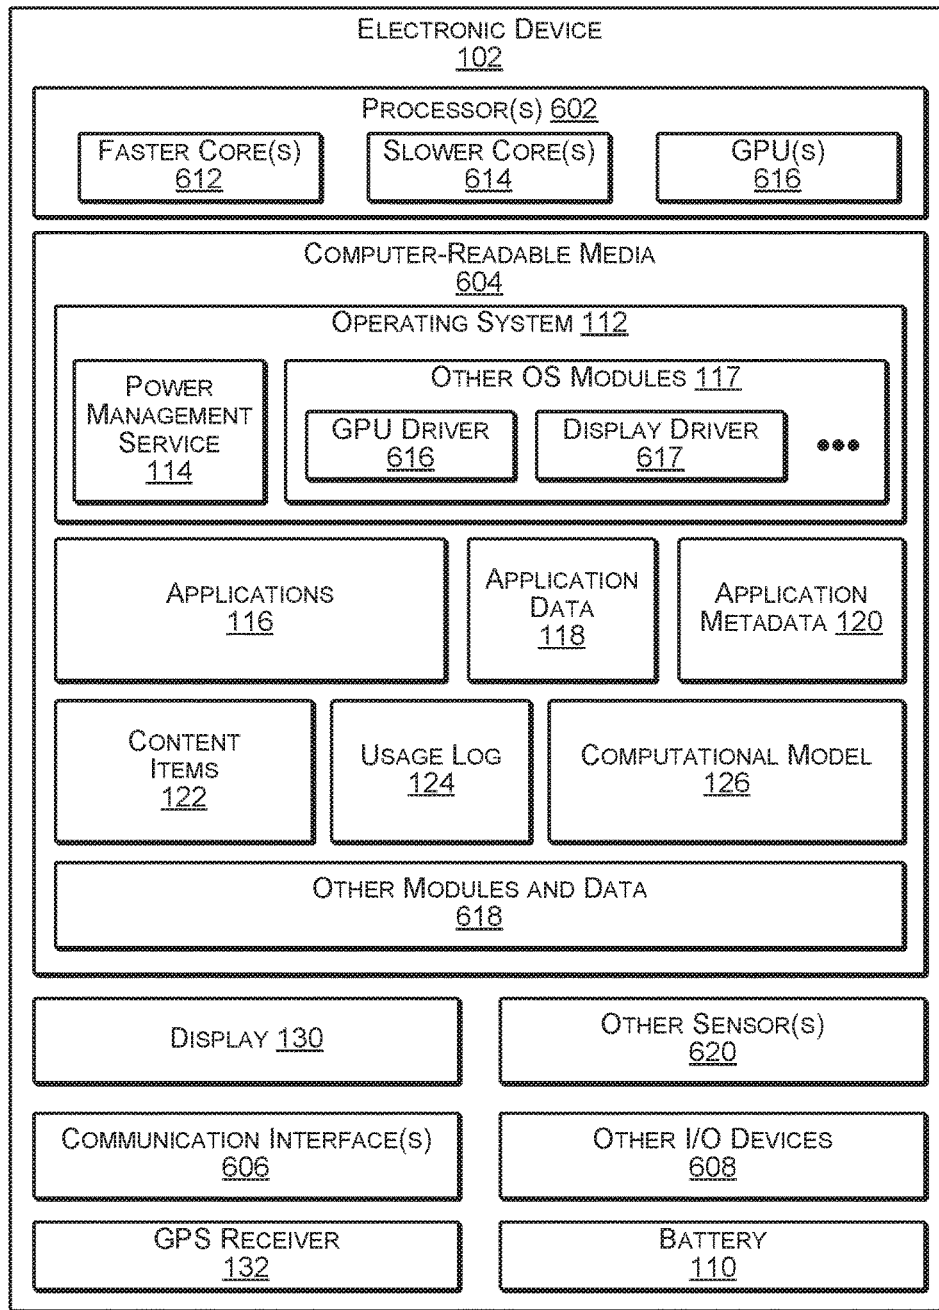 ELECTRONIC DEVICE
102
PROCESSOR(S) 602
FASTER CORE(S)
612
SLOWER CORE(S)
614
GPU(S)
616
COMPUTER-READABLE MEDIA
604
OPERATING SYSTEM 112
POWER
MANAGEMENT
SERVICE
114
OTHER OS MODULES 117
GPU DRIVER
616
DISPLAY DRIVER
617
•••
APPLICATIONS
116
APPLICATION
DATA
118
APPLICATION
METADATA 120
CONTENT
ITEMS
122
USAGE LOG
124
COMPUTATIONAL MODEL
126
OTHER MODULES AND DATA
618
DISPLAY 130
OTHER SENSOR(S)
620
COMMUNICATION INTERFACE(S)
606
OTHER I/O DEVICES
608
GPS RECEIVER
132
BATTERY
110